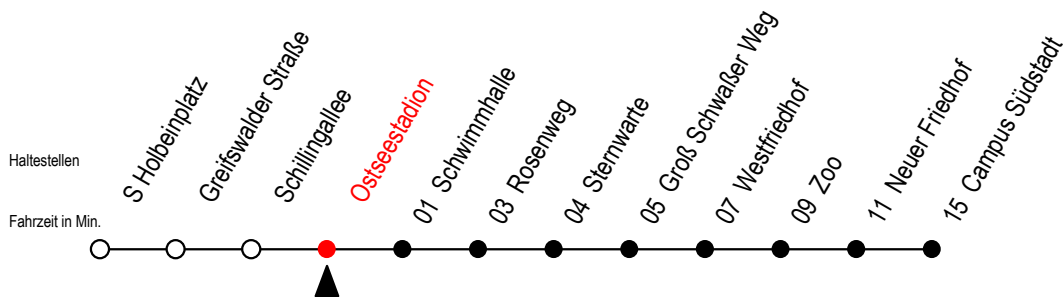 Haltestellen
Fahrzeit in Min.
S Holbeinplatz
Greifswalder Straße
Schillingallee
Ostseestadion
01 Schwimmhalle
03 Rosenweg
04 Sternwarte
05 Groß Schwaßer Weg
07 Westfriedhof
09 Zoo
11 Neuer Friedhof
15 Campus Südstadt